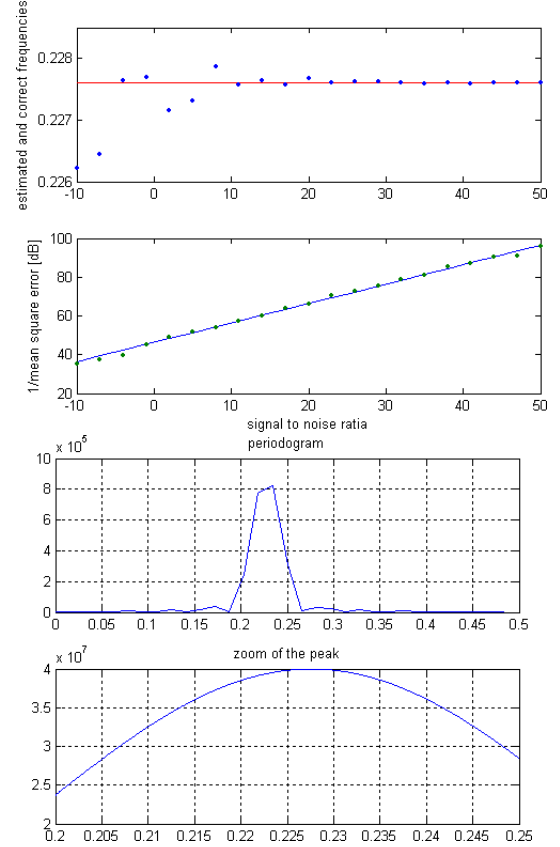 estimated and correct frequencies
0.228
0.227
0.226
-10 0 10 20 30 40 50
1/mean square error [dB]
100
80
60
40
20
-10 0 10 20 30 40 50
signal to noise ratia
periodogram
x 10^5
10
8
6
4
2
0
0 0.05 0.1 0.15 0.2 0.25 0.3 0.35 0.4 0.45 0.5
zoom of the peak
x 10^7
4
3.5
3
2.5
2
0.2 0.205 0.21 0.215 0.22 0.225 0.23 0.235 0.24 0.245 0.25